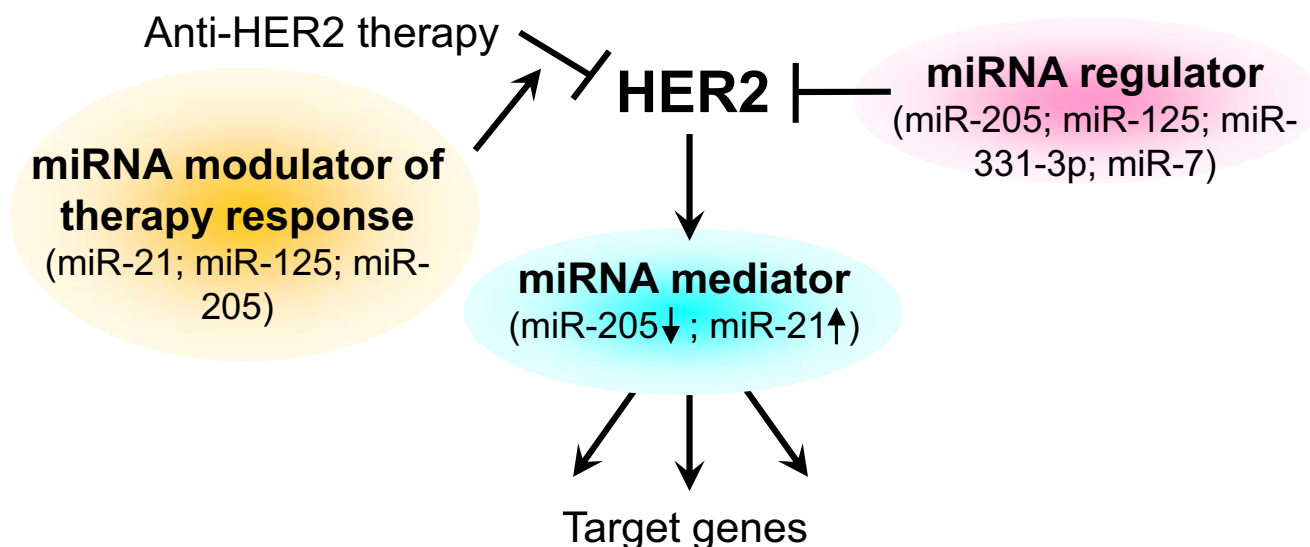 Anti-HER2 therapy
HER2
miRNA regulator
(miR-205; miR-125; miR-
331-3p; miR-7)
miRNA modulator of
therapy response
(miR-21; miR-125; miR-
205)
miRNA mediator
(miR-205↓; miR-21↑)
Target genes